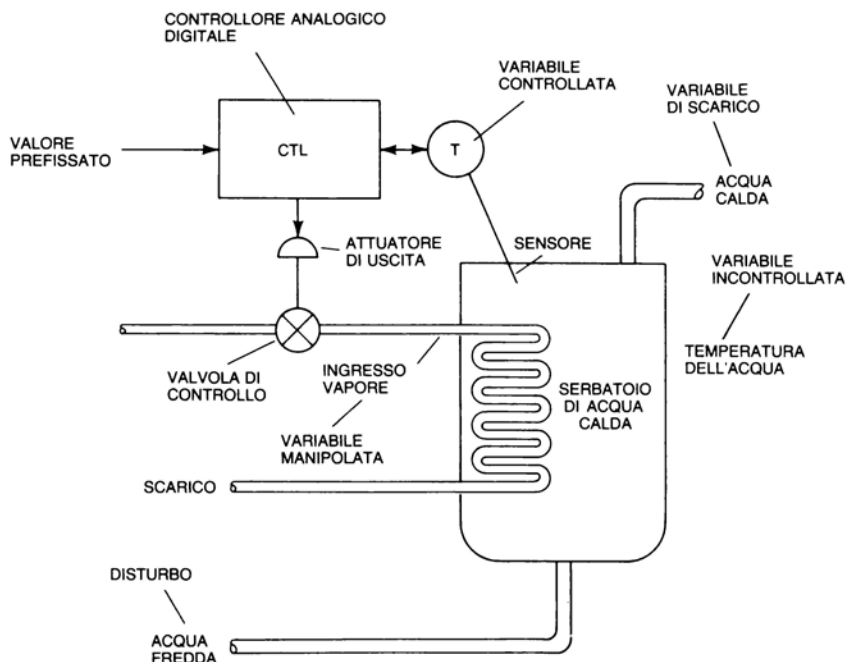 CONTROLLORE ANALOGICO
DIGITALE
VARIABILE
CONTROLLATA
VARIABILE
DI SCARICO
VALORE
PREFISSATO
CTL
T
ACQUA
CALDA
ATTUATORE
DI USCITA
SENSORE
VARIABILE
INCONTROLLATA
TEMPERATURA
DELL'ACQUA
VALVOLA DI
CONTROLLO
INGRESSO
VAPORE
SERBATOIO
DI ACQUA
CALDA
VARIABILE
MANIPOLATA
SCARICO
DISTURBO
ACQUA
FREDDA